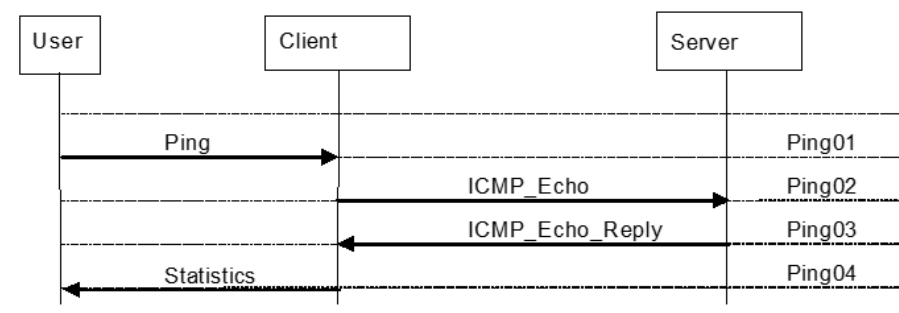 User
Client
Server
Ping
Ping01
ICMP_Echo
Ping02
ICMP_Echo_Reply
Ping03
Statistics
Ping04